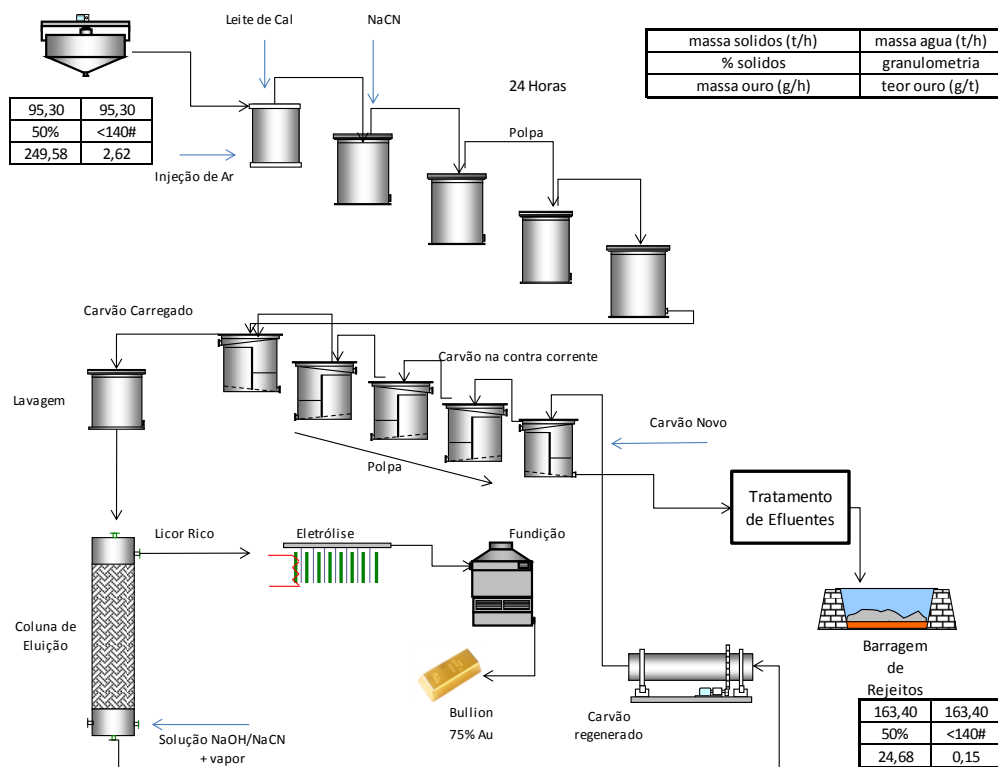 Leite de Cal
NaCN
massa solidos (t/h) massa agua (t/h)
% solidos granulometria
massa ouro (g/h) teor ouro (g/t)
24 Horas
95,30 95,30
50% <140#
249,58 2,62
Polpa
Injeção de Ar
Carvão Carregado
Carvão na contra corrente
Lavagem
Carvão Novo
Polpa
Tratamento
de Efluentes
Licor Rico
Eletrólise
Fundição
Coluna de
Eluição
Barragem
de
Rejeitos
163,40 163,40
50% <140#
24,68 0,15
Bullion
75% Au
Carvão
regenerado
Solução NaOH/NaCN
+ vapor